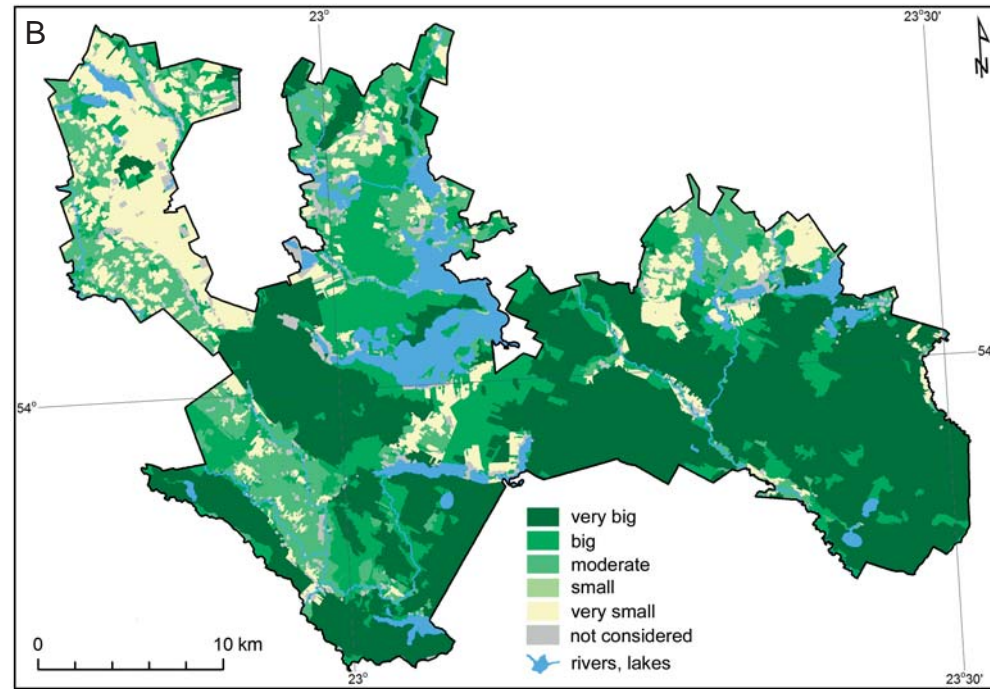 B
23°
23°30'
N
54°
54°
very big
big
moderate
small
very small
not considered
rivers, lakes
0 10 km
23°
23°30'